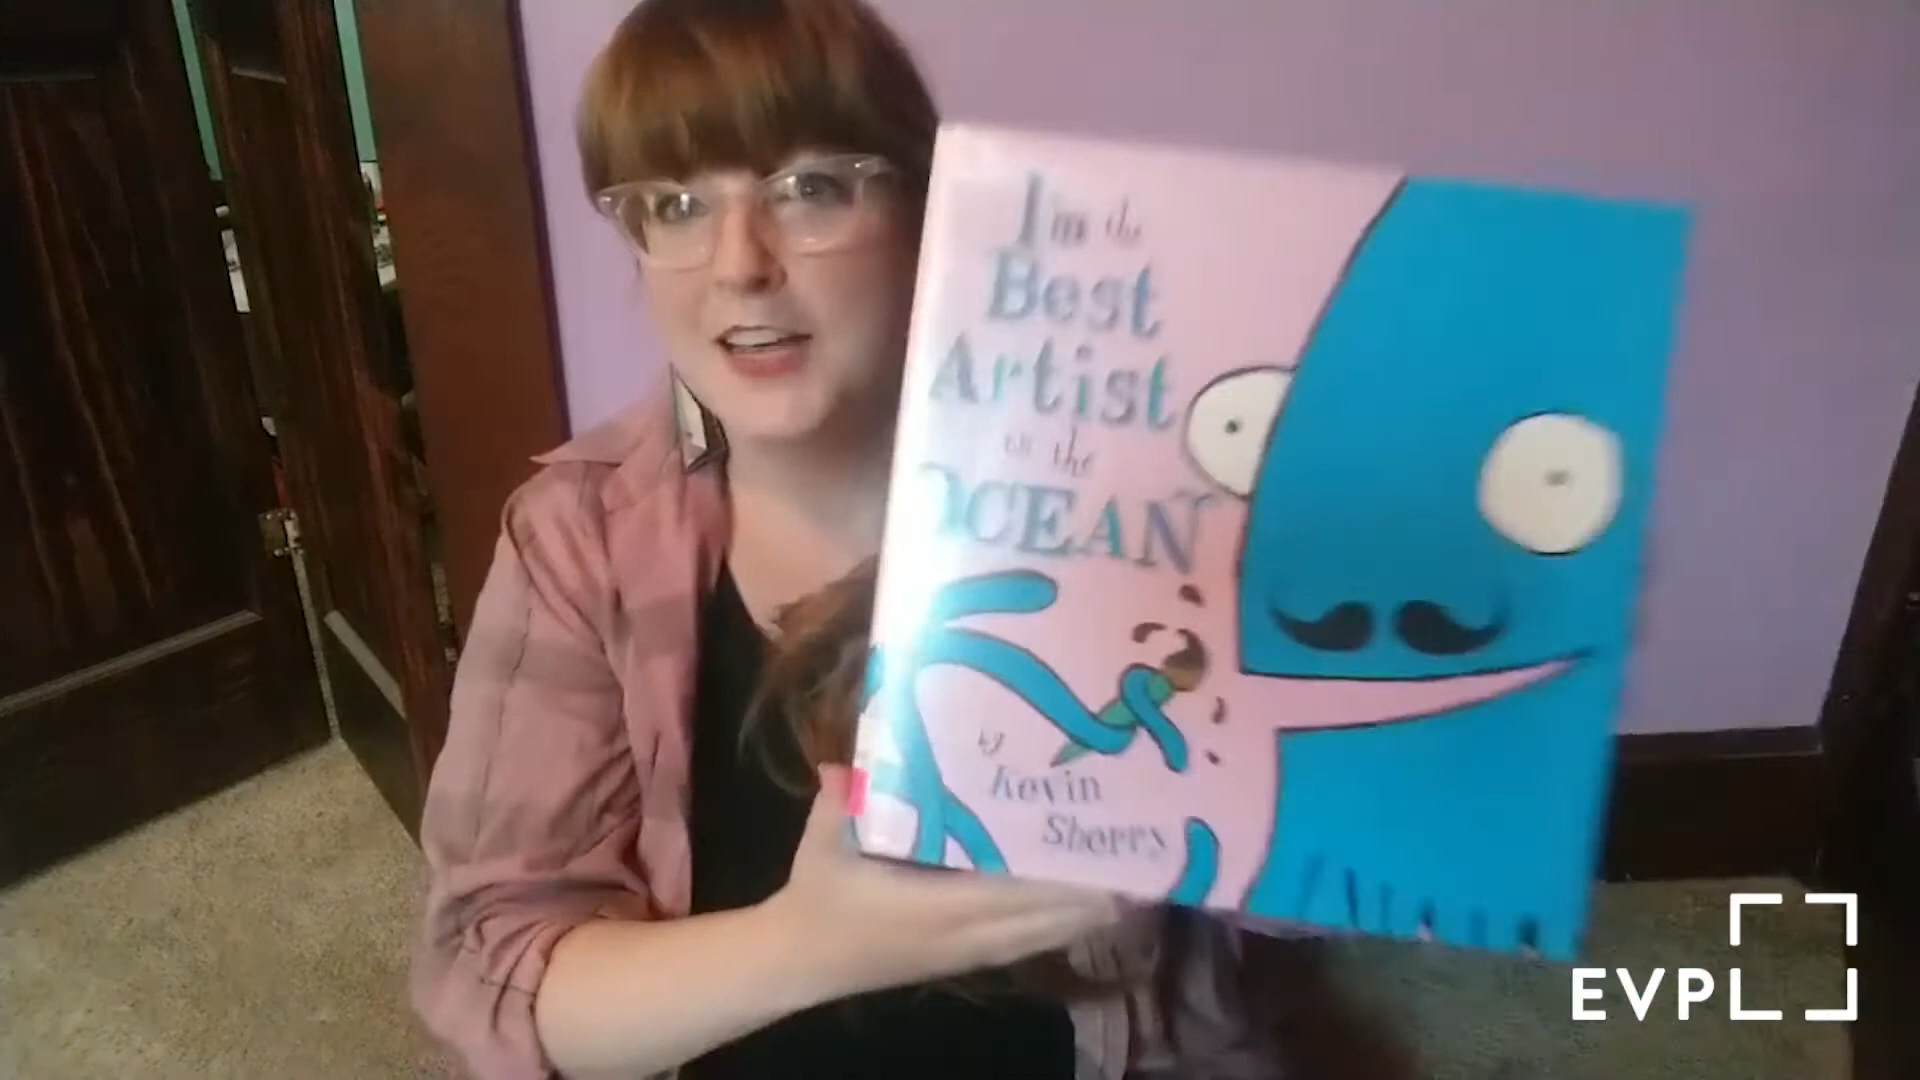 I'm the
Best
Artist
in the
OCEAN
by
Kevin
Sherry
EVPL